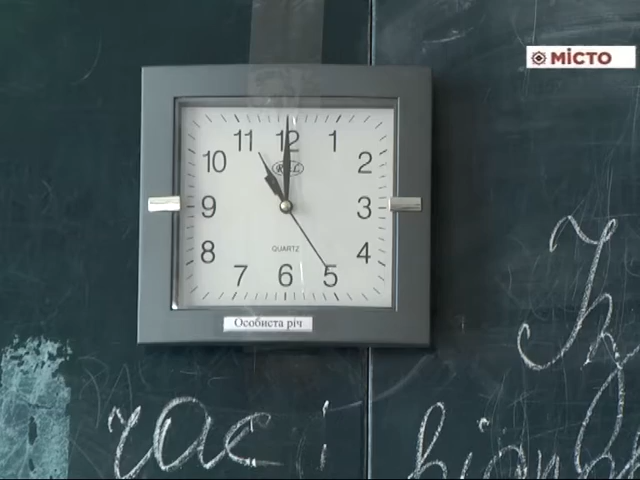 МІСТО
11 12 1
10 2
9 3
8 4
7 6 5
QUARTZ
Особиста річ
час і